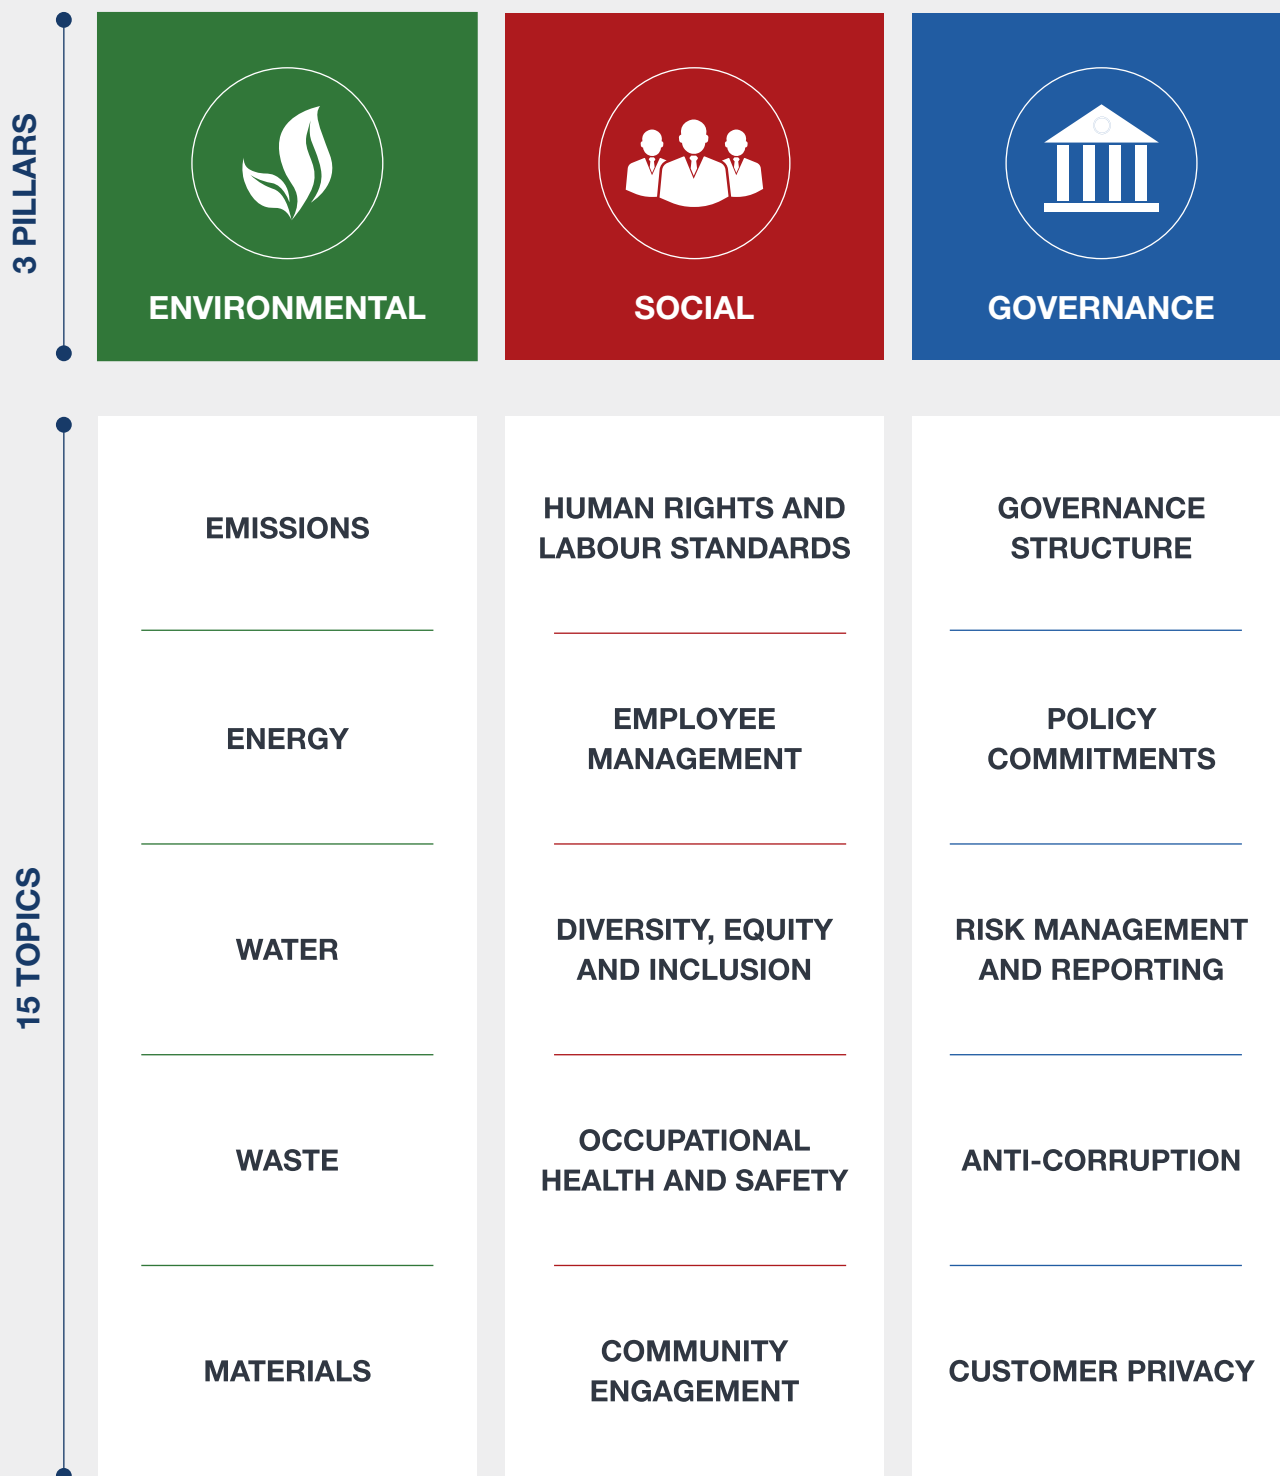 3 PILLARS
ENVIRONMENTAL
SOCIAL
GOVERNANCE
15 TOPICS
EMISSIONS
ENERGY
WATER
WASTE
MATERIALS
HUMAN RIGHTS AND
LABOUR STANDARDS
EMPLOYEE
MANAGEMENT
DIVERSITY, EQUITY
AND INCLUSION
OCCUPATIONAL
HEALTH AND SAFETY
COMMUNITY
ENGAGEMENT
GOVERNANCE
STRUCTURE
POLICY
COMMITMENTS
RISK MANAGEMENT
AND REPORTING
ANTI-CORRUPTION
CUSTOMER PRIVACY